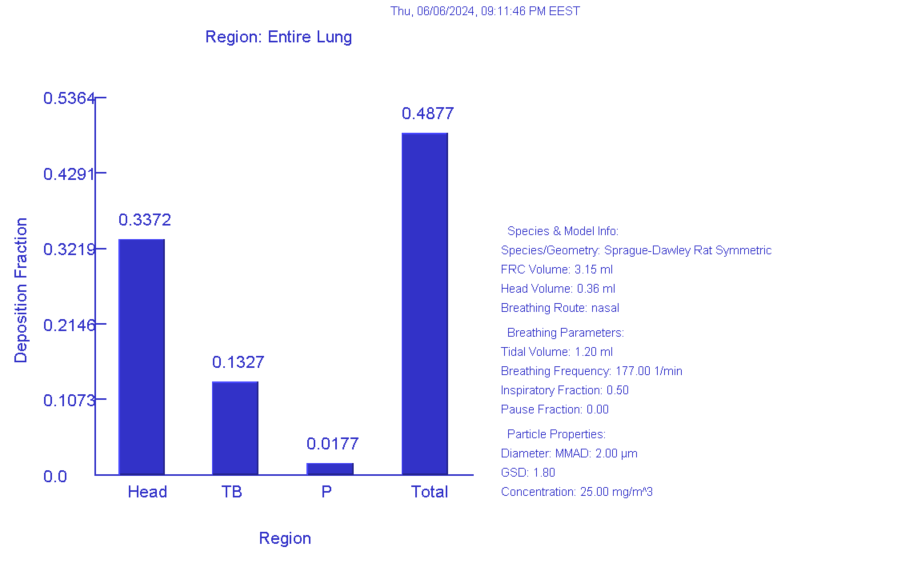 Thu, 06/06/2024, 09:11:46 PM EEST
Region: Entire Lung
0.5364
0.4291
0.3219
0.2146
0.1073
0.0
Deposition Fraction
0.3372
0.1327
0.0177
0.4877
Head
TB
P
Total
Region
Species & Model Info:
Species/Geometry: Sprague-Dawley Rat Symmetric
FRC Volume: 3.15 ml
Head Volume: 0.36 ml
Breathing Route: nasal
Breathing Parameters:
Tidal Volume: 1.20 ml
Breathing Frequency: 177.00 1/min
Inspiratory Fraction: 0.50
Pause Fraction: 0.00
Particle Properties:
Diameter: MMAD: 2.00 µm
GSD: 1.80
Concentration: 25.00 mg/m^3